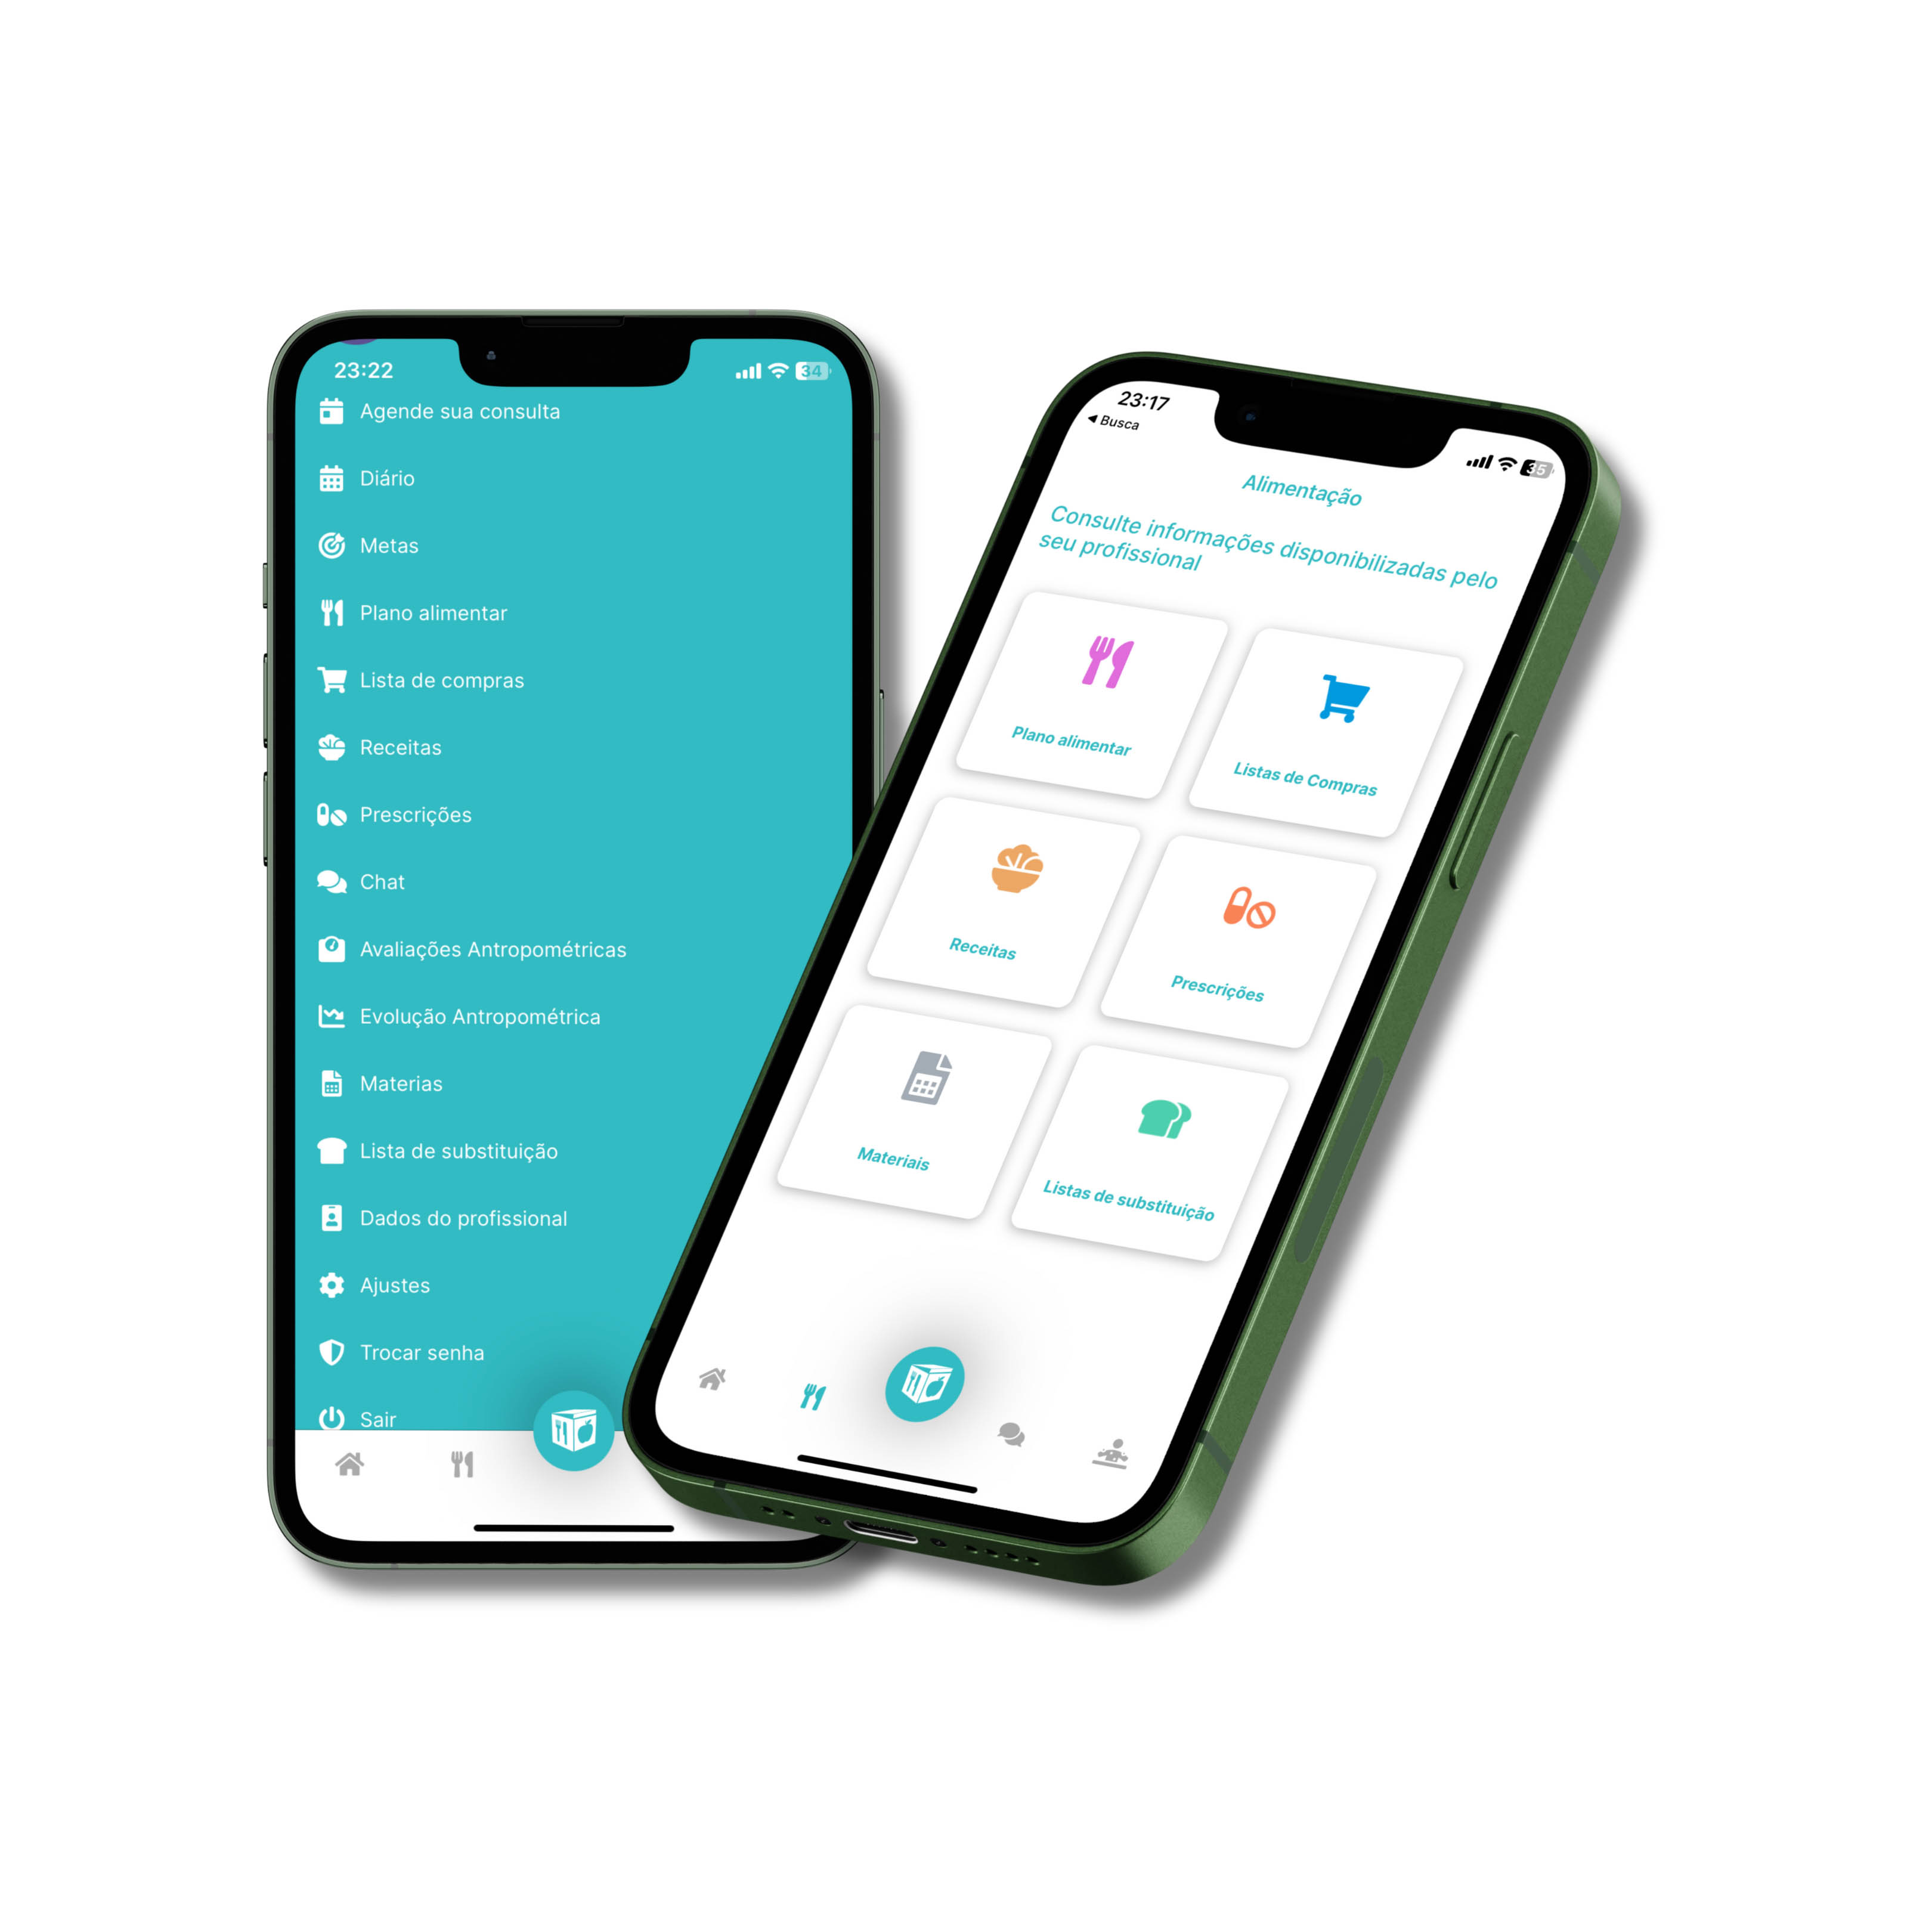 23:22
34
Agende sua consulta
Diário
Metas
Plano alimentar
Lista de compras
Receitas
Prescrições
Chat
Avaliações Antropométricas
Evolução Antropométrica
Materias
Lista de substituição
Dados do profissional
Ajustes
Trocar senha
Sair
23:17
Busca
35
Alimentação
Consulte informações disponibilizadas pelo
seu profissional
Plano alimentar
Listas de Compras
Receitas
Prescrições
Materiais
Listas de substituição